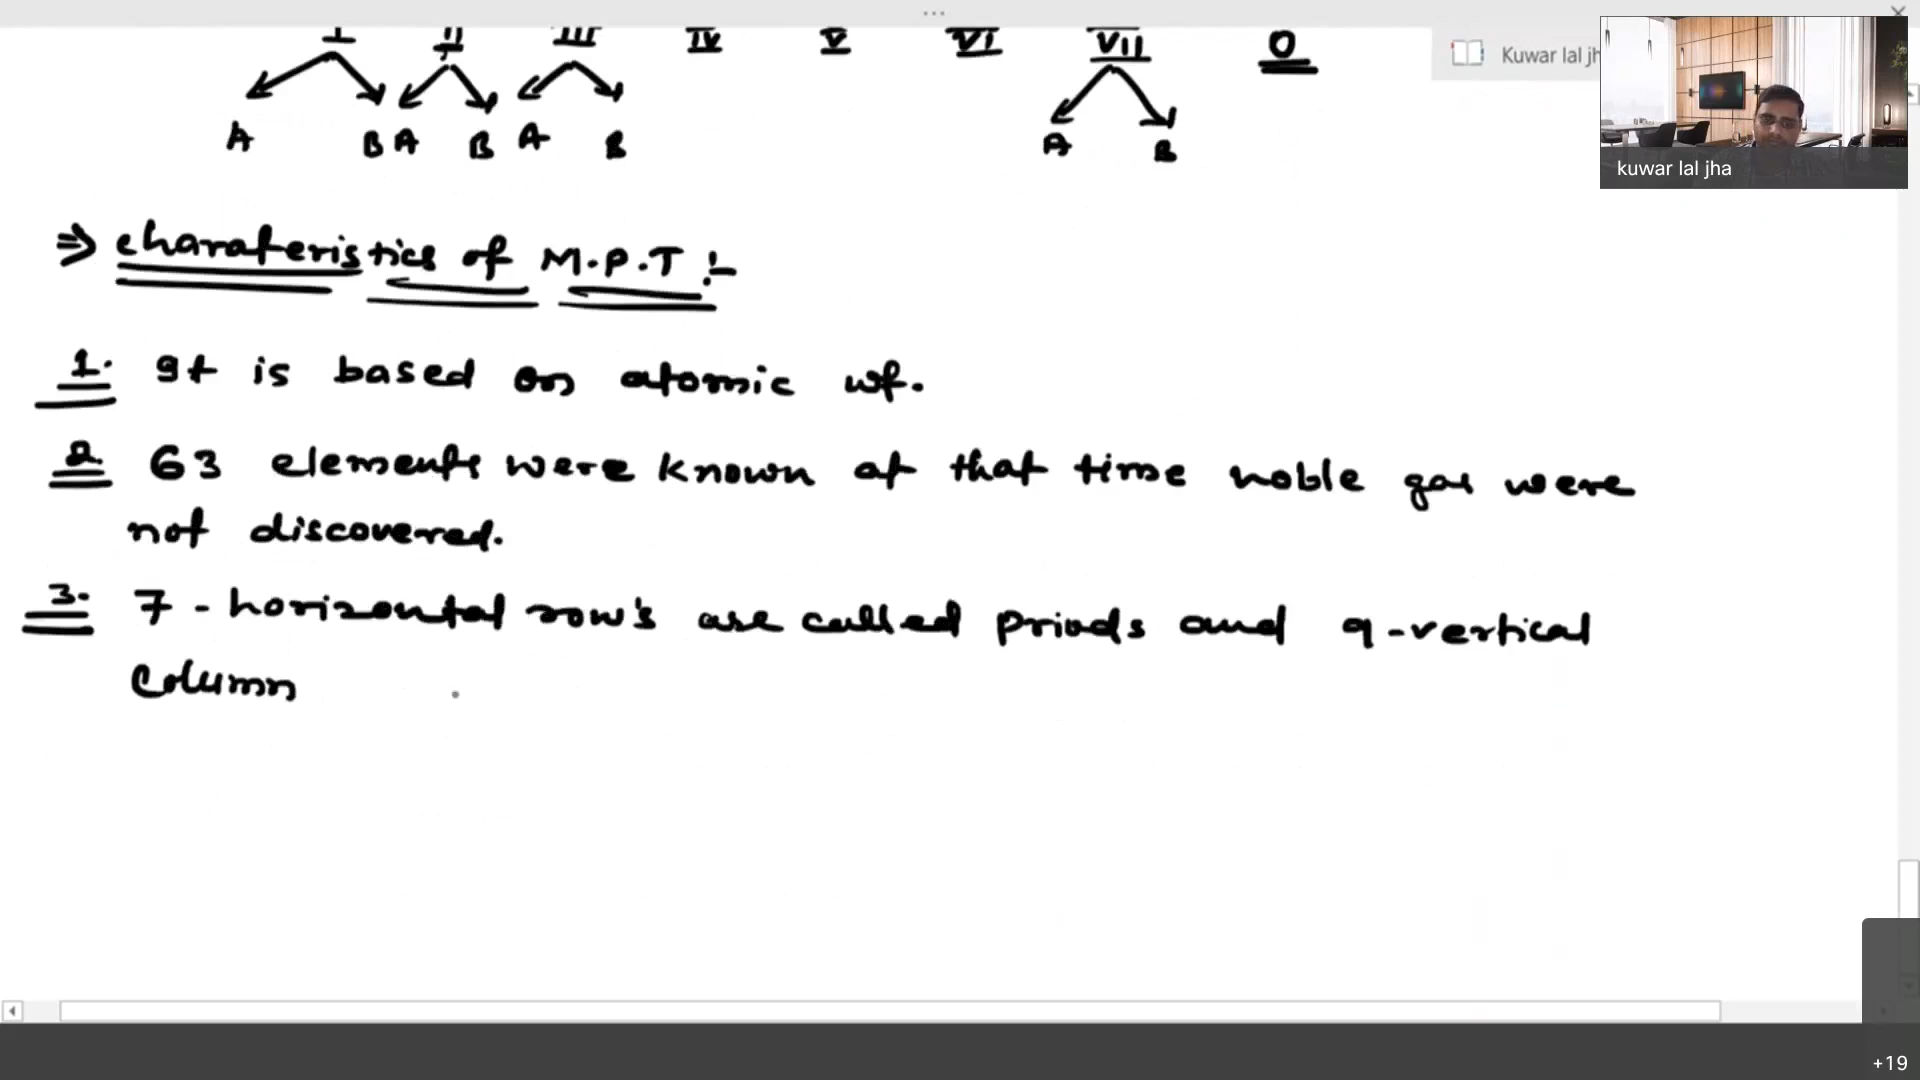 I II III IV V VI VII 0
Kuwar lal jh
A B A B A B A B
kuwar lal jha
⇒ charateristics of M.P.T :-
1. It is based on atomic wt.
2. 63 elements were known at that time noble gas were
not discovered.
3. 7 - horizontal row's are called priods and 9 - vertical
column
+19